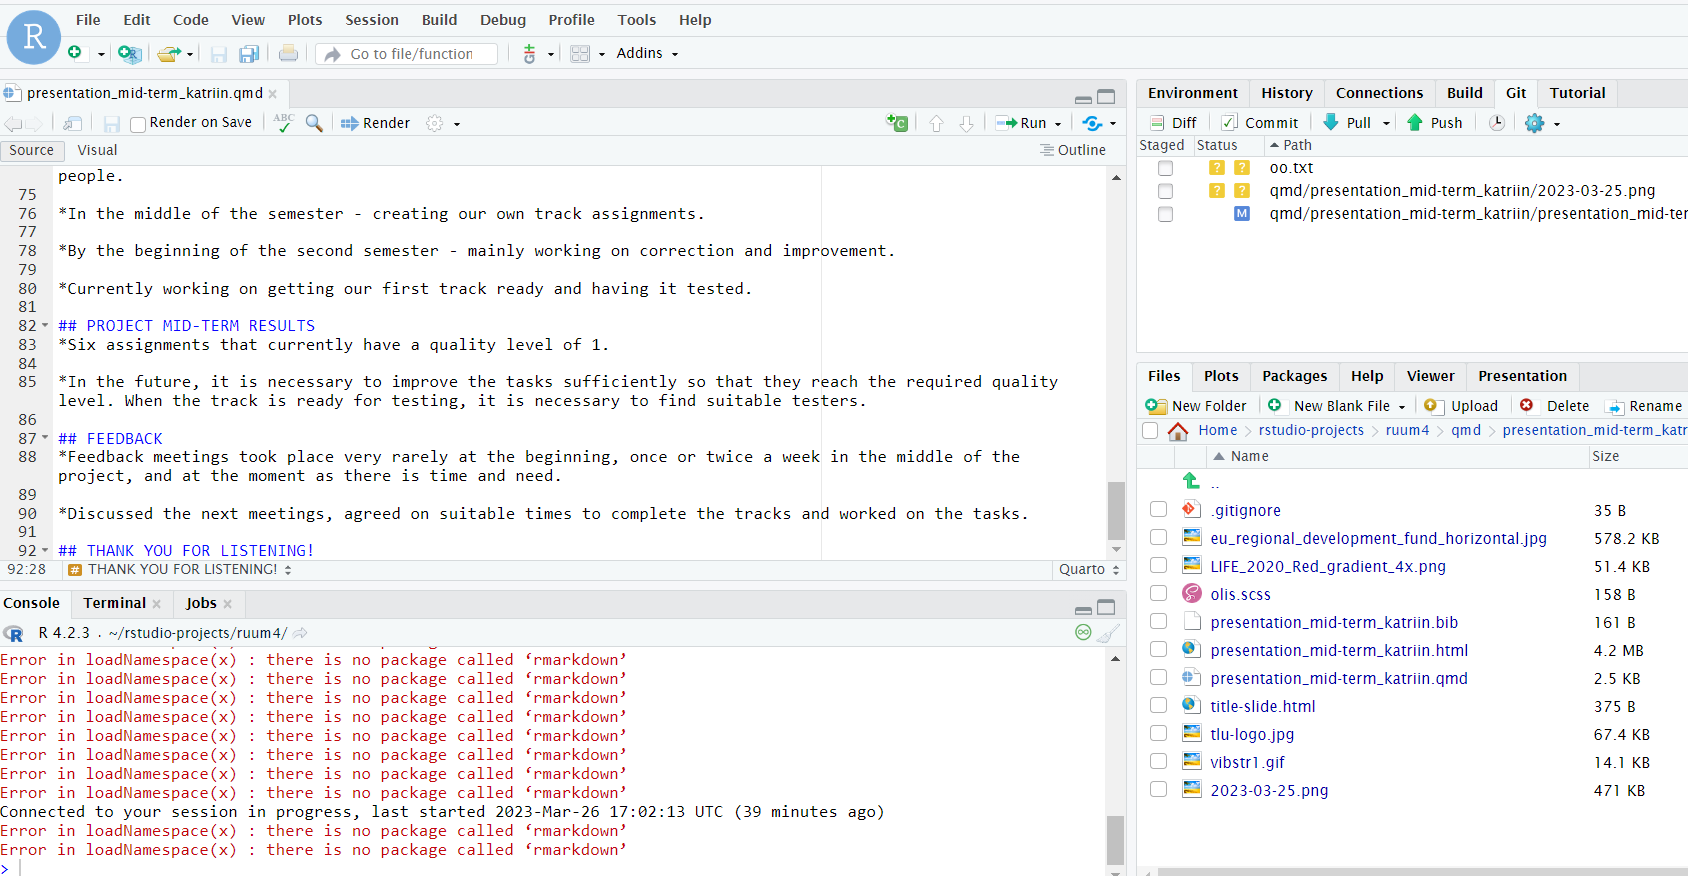 File Edit Code View Plots Session Build Debug Profile Tools Help
R
Go to file/function
Addins
presentation_mid-term_katriin.qmd
Render on Save
ABC
Render
Run
Source Visual
Outline
people.
75
76 *In the middle of the semester - creating our own track assignments.
77
78 *By the beginning of the second semester - mainly working on correction and improvement.
79
80 *Currently working on getting our first track ready and having it tested.
81
82 ## PROJECT MID-TERM RESULTS
83 *Six assignments that currently have a quality level of 1.
84
85 *In the future, it is necessary to improve the tasks sufficiently so that they reach the required quality
level. When the track is ready for testing, it is necessary to find suitable testers.
86
87 ## FEEDBACK
88 *Feedback meetings took place very rarely at the beginning, once or twice a week in the middle of the
project, and at the moment as there is time and need.
89
90 *Discussed the next meetings, agreed on suitable times to complete the tracks and worked on the tasks.
91
92 ## THANK YOU FOR LISTENING!
92:28 # THANK YOU FOR LISTENING! Quarto
Console Terminal Jobs
R R 4.2.3 . ~/rstudio-projects/ruum4/
Error in loadNamespace(x) : there is no package called ‘rmarkdown’
Error in loadNamespace(x) : there is no package called ‘rmarkdown’
Error in loadNamespace(x) : there is no package called ‘rmarkdown’
Error in loadNamespace(x) : there is no package called ‘rmarkdown’
Error in loadNamespace(x) : there is no package called ‘rmarkdown’
Error in loadNamespace(x) : there is no package called ‘rmarkdown’
Error in loadNamespace(x) : there is no package called ‘rmarkdown’
Error in loadNamespace(x) : there is no package called ‘rmarkdown’
Connected to your session in progress, last started 2023-Mar-26 17:02:13 UTC (39 minutes ago)
Error in loadNamespace(x) : there is no package called ‘rmarkdown’
Error in loadNamespace(x) : there is no package called ‘rmarkdown’
>
Environment History Connections Build Git Tutorial
Diff Commit Pull Push
Staged Status Path
? ? oo.txt
? ? qmd/presentation_mid-term_katriin/2023-03-25.png
M qmd/presentation_mid-term_katriin/presentation_mid-ter
Files Plots Packages Help Viewer Presentation
New Folder New Blank File Upload Delete Rename
Home > rstudio-projects > ruum4 > qmd > presentation_mid-term_katr
Name Size
..
.gitignore 35 B
eu_regional_development_fund_horizontal.jpg 578.2 KB
LIFE_2020_Red_gradient_4x.png 51.4 KB
olis.scss 158 B
presentation_mid-term_katriin.bib 161 B
presentation_mid-term_katriin.html 4.2 MB
presentation_mid-term_katriin.qmd 2.5 KB
title-slide.html 375 B
tlu-logo.jpg 67.4 KB
vibstr1.gif 14.1 KB
2023-03-25.png 471 KB